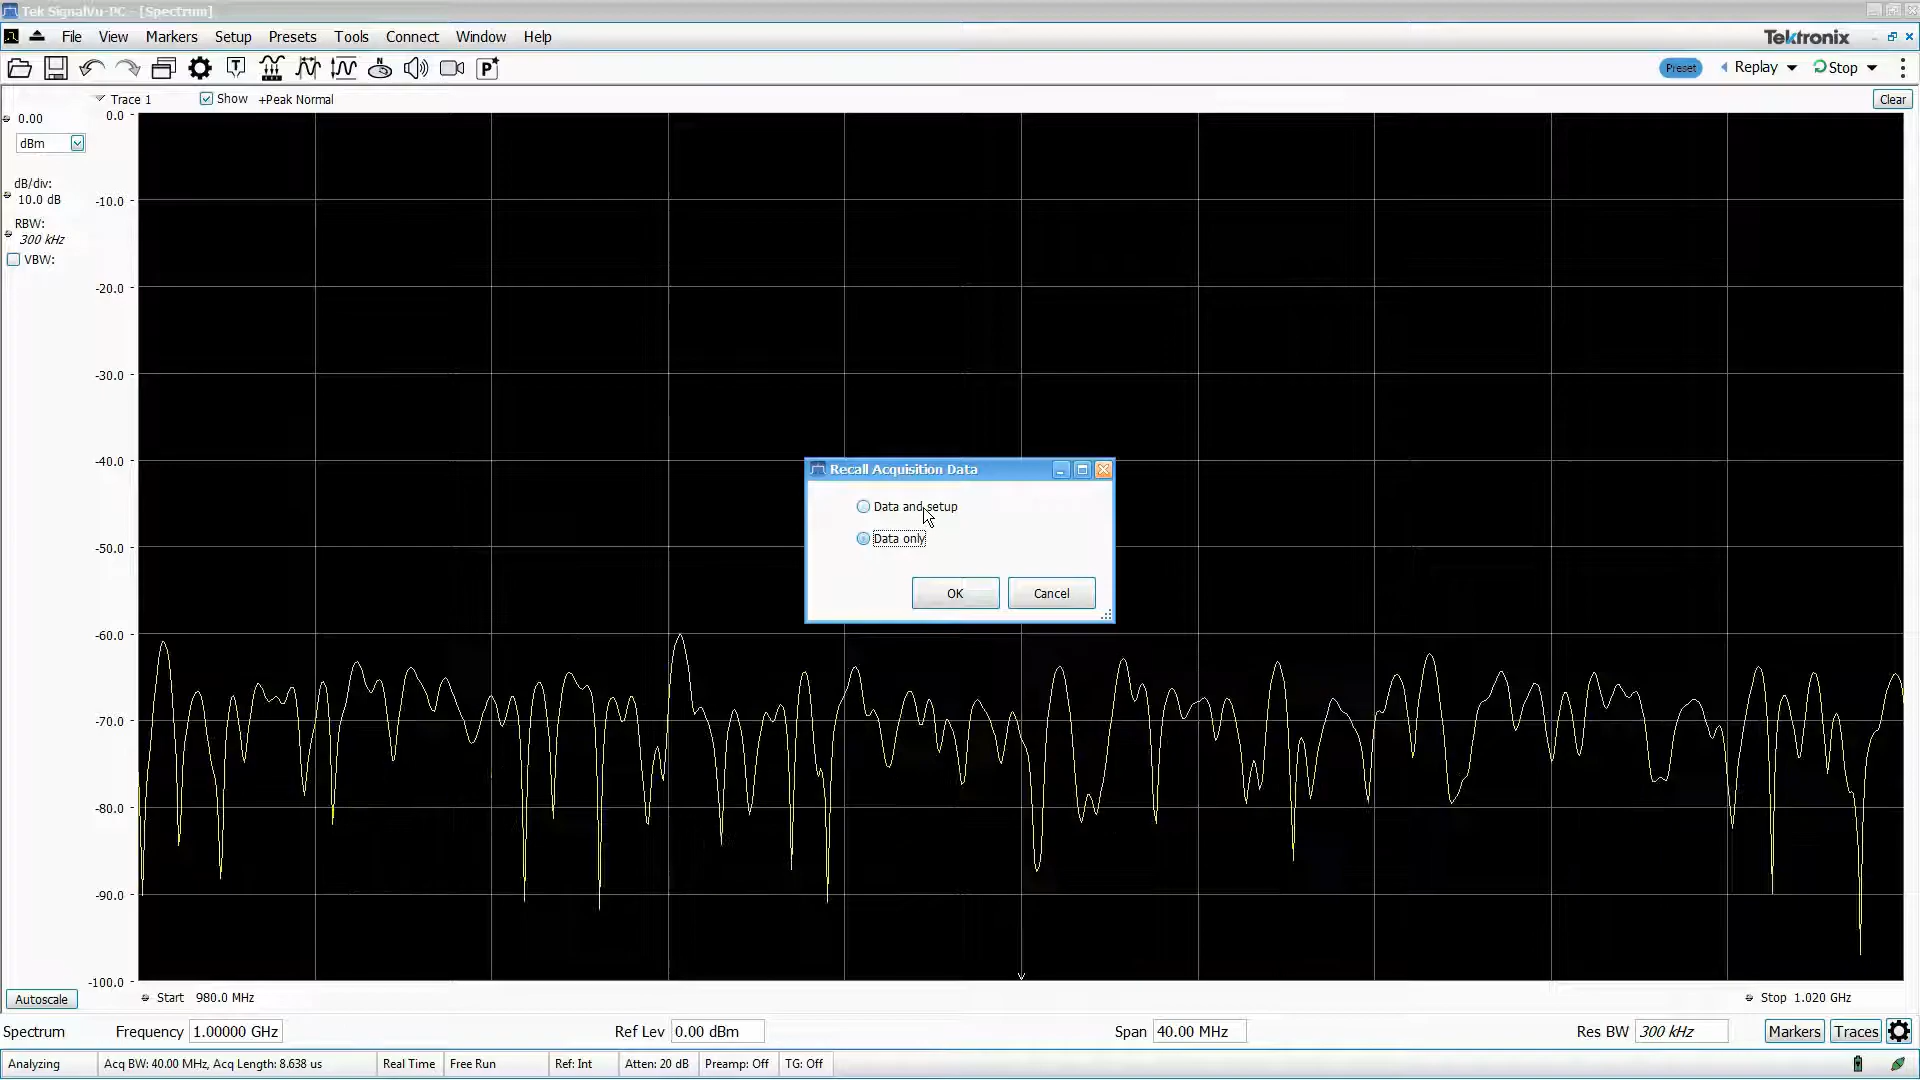 Tek SignalVu-PC - [Spectrum]
File View Markers Setup Presets Tools Connect Window Help
Tektronix
Preset Replay Stop
Trace 1 Show +Peak Normal Clear
0.00
dBm
dB/div:
10.0 dB
RBW:
300 kHz
VBW:
0.0
-10.0
-20.0
-30.0
-40.0
-50.0
-60.0
-70.0
-80.0
-90.0
-100.0
Recall Acquisition Data
Data and setup
Data only
OK Cancel
Autoscale
Start 980.0 MHz Stop 1.020 GHz
Spectrum Frequency 1.00000 GHz Ref Lev 0.00 dBm Span 40.00 MHz Res BW 300 kHz Markers Traces
Analyzing Acq BW: 40.00 MHz, Acq Length: 8.638 us Real Time Free Run Ref: Int Atten: 20 dB Preamp: Off TG: Off